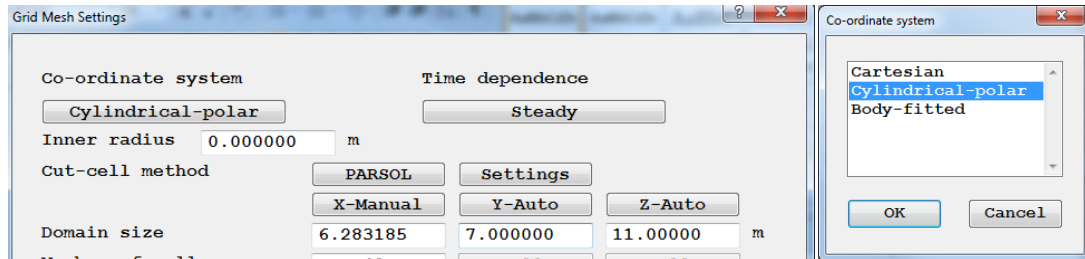 Grid Mesh Settings
Co-ordinate system Time dependence
Cylindrical-polar Steady
Inner radius 0.000000 m
Cut-cell method PARSOL Settings
X-Manual Y-Auto Z-Auto
Domain size 6.283185 7.000000 11.00000 m
Co-ordinate system
Cartesian
Cylindrical-polar
Body-fitted
OK Cancel